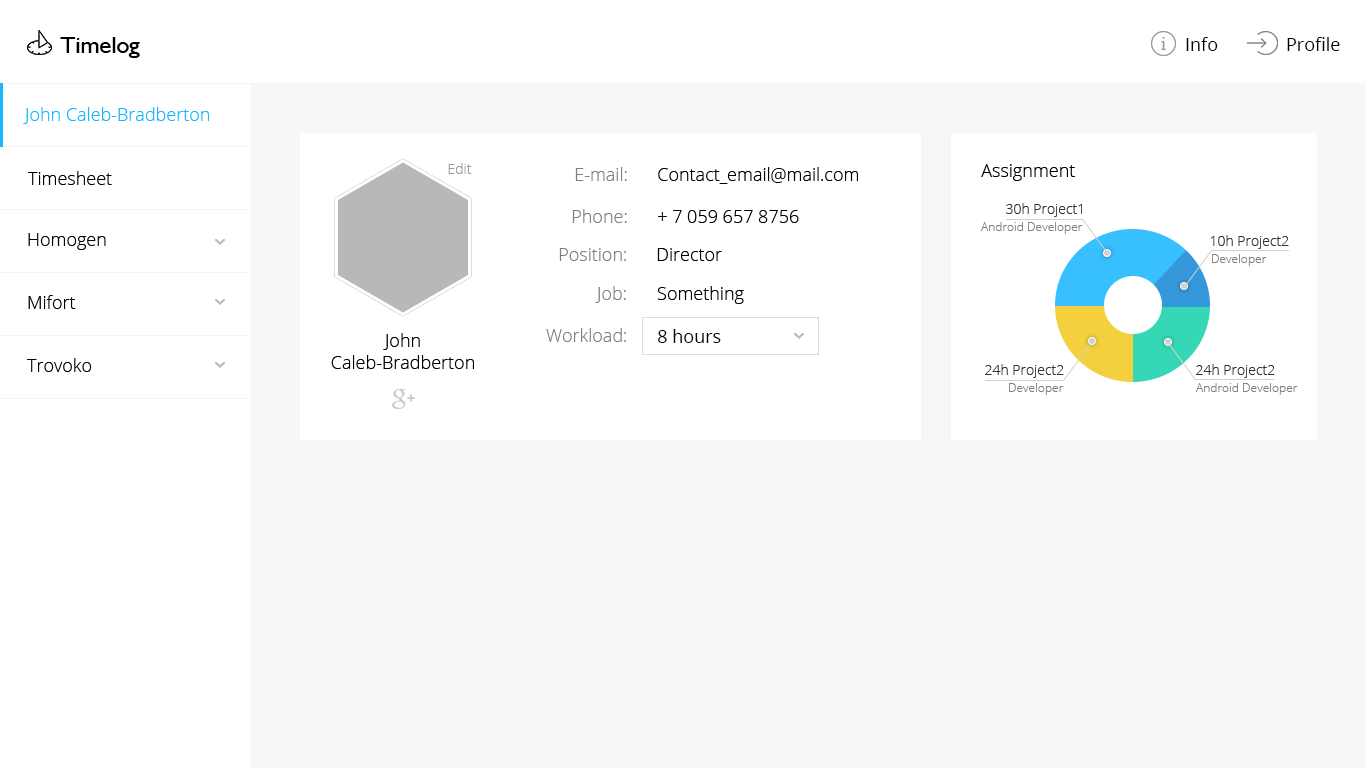 Timelog
Info
Profile
John Caleb-Bradberton
Timesheet
Homogen
Mifort
Trovoko
Edit
John
Caleb-Bradberton
g+
E-mail: Contact_email@mail.com
Phone: + 7 059 657 8756
Position: Director
Job: Something
Workload: 8 hours
Assignment
30h Project1
Android Developer
10h Project2
Developer
24h Project2
Developer
24h Project2
Android Developer